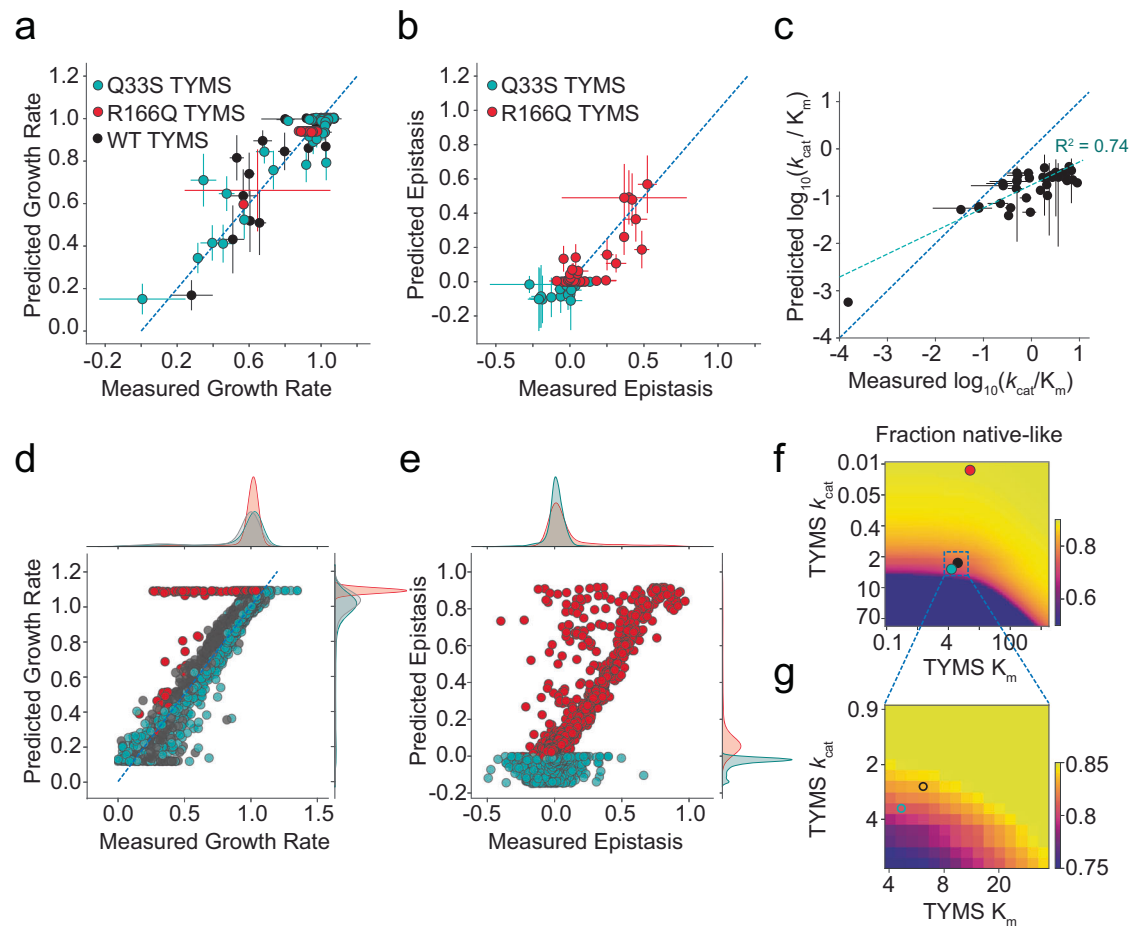 a
Q33S TYMS
R166Q TYMS
WT TYMS
1.2
1.0
0.8
0.6
0.4
0.2
0.0
Predicted Growth Rate
-0.2 0.2 0.6 1.0
Measured Growth Rate
b
Q33S TYMS
R166Q TYMS
1.2
1.0
0.8
0.6
0.4
0.2
0.0
-0.2
Predicted Epistasis
-0.5 0.0 0.5 1.0
Measured Epistasis
c
R² = 0.74
1
0
-1
-2
-3
-4
Predicted log₁₀(kcat / Km)
-4 -3 -2 -1 0 1
Measured log₁₀(kcat/Km)
d
1.2
1.0
0.8
0.6
0.4
0.2
0.0
Predicted Growth Rate
0.0 0.5 1.0 1.5
Measured Growth Rate
e
1.0
0.8
0.6
0.4
0.2
0.0
-0.2
Predicted Epistasis
-0.5 0.0 0.5 1.0
Measured Epistasis
f
Fraction native-like
0.01
0.05
0.4
2
10
70
TYMS kcat
0.1 4 100
TYMS Km
0.8
0.6
g
0.9
2
4
TYMS kcat
4 8 20
TYMS Km
0.85
0.80
0.75